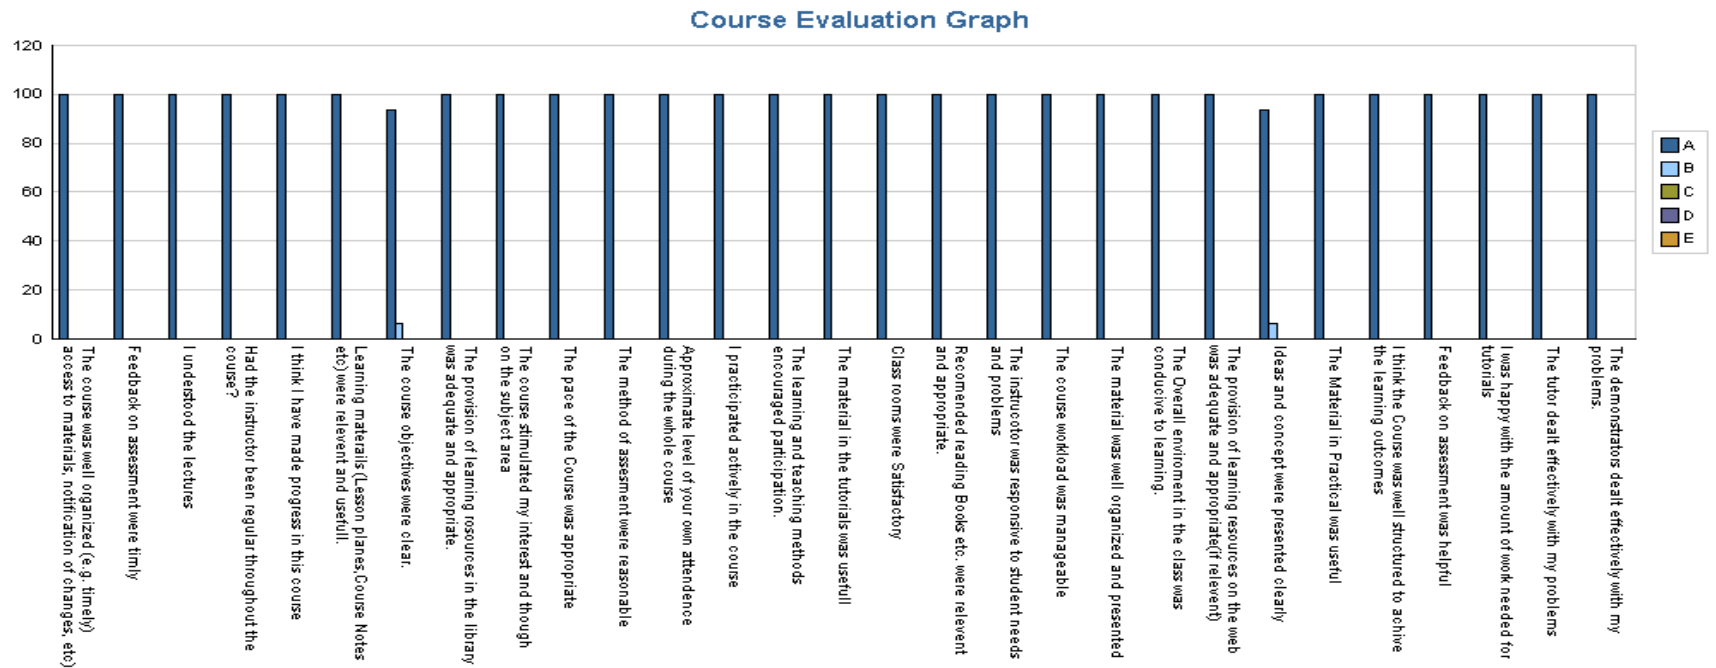 Course Evaluation Graph
120
100
80
60
40
20
0
A
B
C
D
E
The course was well organized (e.g. timely)
access to materials, notification of changes, etc)
Feedback on assessment were timly
I understood the lectures
Had the instructor been regular throughout the
course?
I think I have made progress in this course
Learning materails (Lesson planes,Course Notes
etc) were relevent and usefull.
The course objectives were clear.
The provision of learning rosources in the library
was adequate and appropriate.
The course stimulated my interest and though
on the subject area
The pace of the Course was appropriate
The method of assesment were reasonable
Approximate level of your own attendence
during the whole course
I participated actively in the course
The learning and teaching methods
encouraged participation.
The material in the tutorials was usefull
Class rooms were Satisfactory
Recomended reading Books etc. were relevent
and appropriate.
The instructor was responsive to student needs
and problems
The course workload was manageable
The material was well organized and presented
The Overall enviroment in the class was
conducive to learning.
The provision of learning resources on the web
was adequate and appropriate(if relevent)
Ideas and concept were presented clearly
The Material in Practical was useful
I think the Course was well structured to achive
the learning outcomes
Feedback on assessment was helpful
I was happy with the amount of work needed for
tutorials
The tutor dealt effectively with my problems
The demonstrators dealt effectively with my
problems.